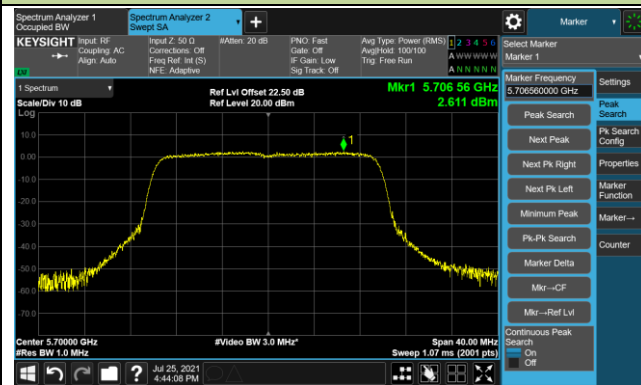 Spectrum Analyzer 1
Occupied BW
Spectrum Analyzer 2
Swept SA
Marker
KEYSIGHT
Input: RF
Coupling: AC
Align: Auto
Input Z: 50 Ω
Corrections: Off
Freq Ref: Int (S)
NFE: Adaptive
#Atten: 20 dB
PNO: Fast
Gate: Off
IF Gain: Low
Sig Track: Off
Avg Type: Power (RMS)
Avg|Hold: 100/100
Trig: Free Run
1 2 3 4 5 6
A W W W W W
A N N N N N
LXI
Select Marker
Marker 1
1 Spectrum
Scale/Div 10 dB
Log
Ref Lvl Offset 22.50 dB
Ref Level 20.00 dBm
Mkr1 5.706 56 GHz
2.611 dBm
10.0
0.00
-10.0
-20.0
-30.0
-40.0
-50.0
-60.0
-70.0
1
Center 5.70000 GHz
#Res BW 1.0 MHz
#Video BW 3.0 MHz*
Span 40.00 MHz
Sweep 1.07 ms (2001 pts)
Marker Frequency
5.706560000 GHz
Peak Search
Next Peak
Next Pk Right
Next Pk Left
Minimum Peak
Pk-Pk Search
Marker Delta
Mkr→CF
Mkr→Ref Lvl
Continuous Peak
Search
On
Off
Settings
Peak
Search
Pk Search
Config
Properties
Marker
Function
Marker→
Counter
?
Jul 25, 2021
4:44:08 PM